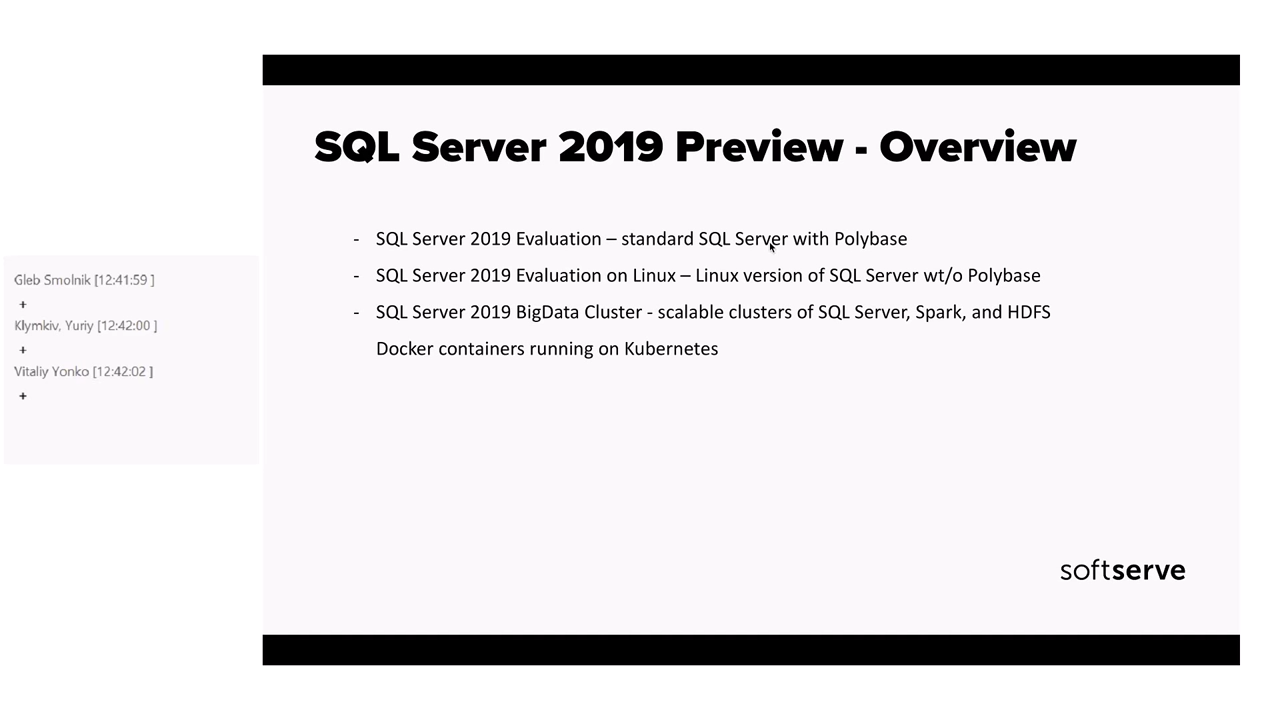 SQL Server 2019 Preview - Overview
- SQL Server 2019 Evaluation – standard SQL Server with Polybase
- SQL Server 2019 Evaluation on Linux – Linux version of SQL Server wt/o Polybase
- SQL Server 2019 BigData Cluster - scalable clusters of SQL Server, Spark, and HDFS
Docker containers running on Kubernetes
Gleb Smolnik [12:41:59 ]
+
Klymkiv, Yuriy [12:42:00 ]
+
Vitaliy Yonko [12:42:02 ]
+
softserve